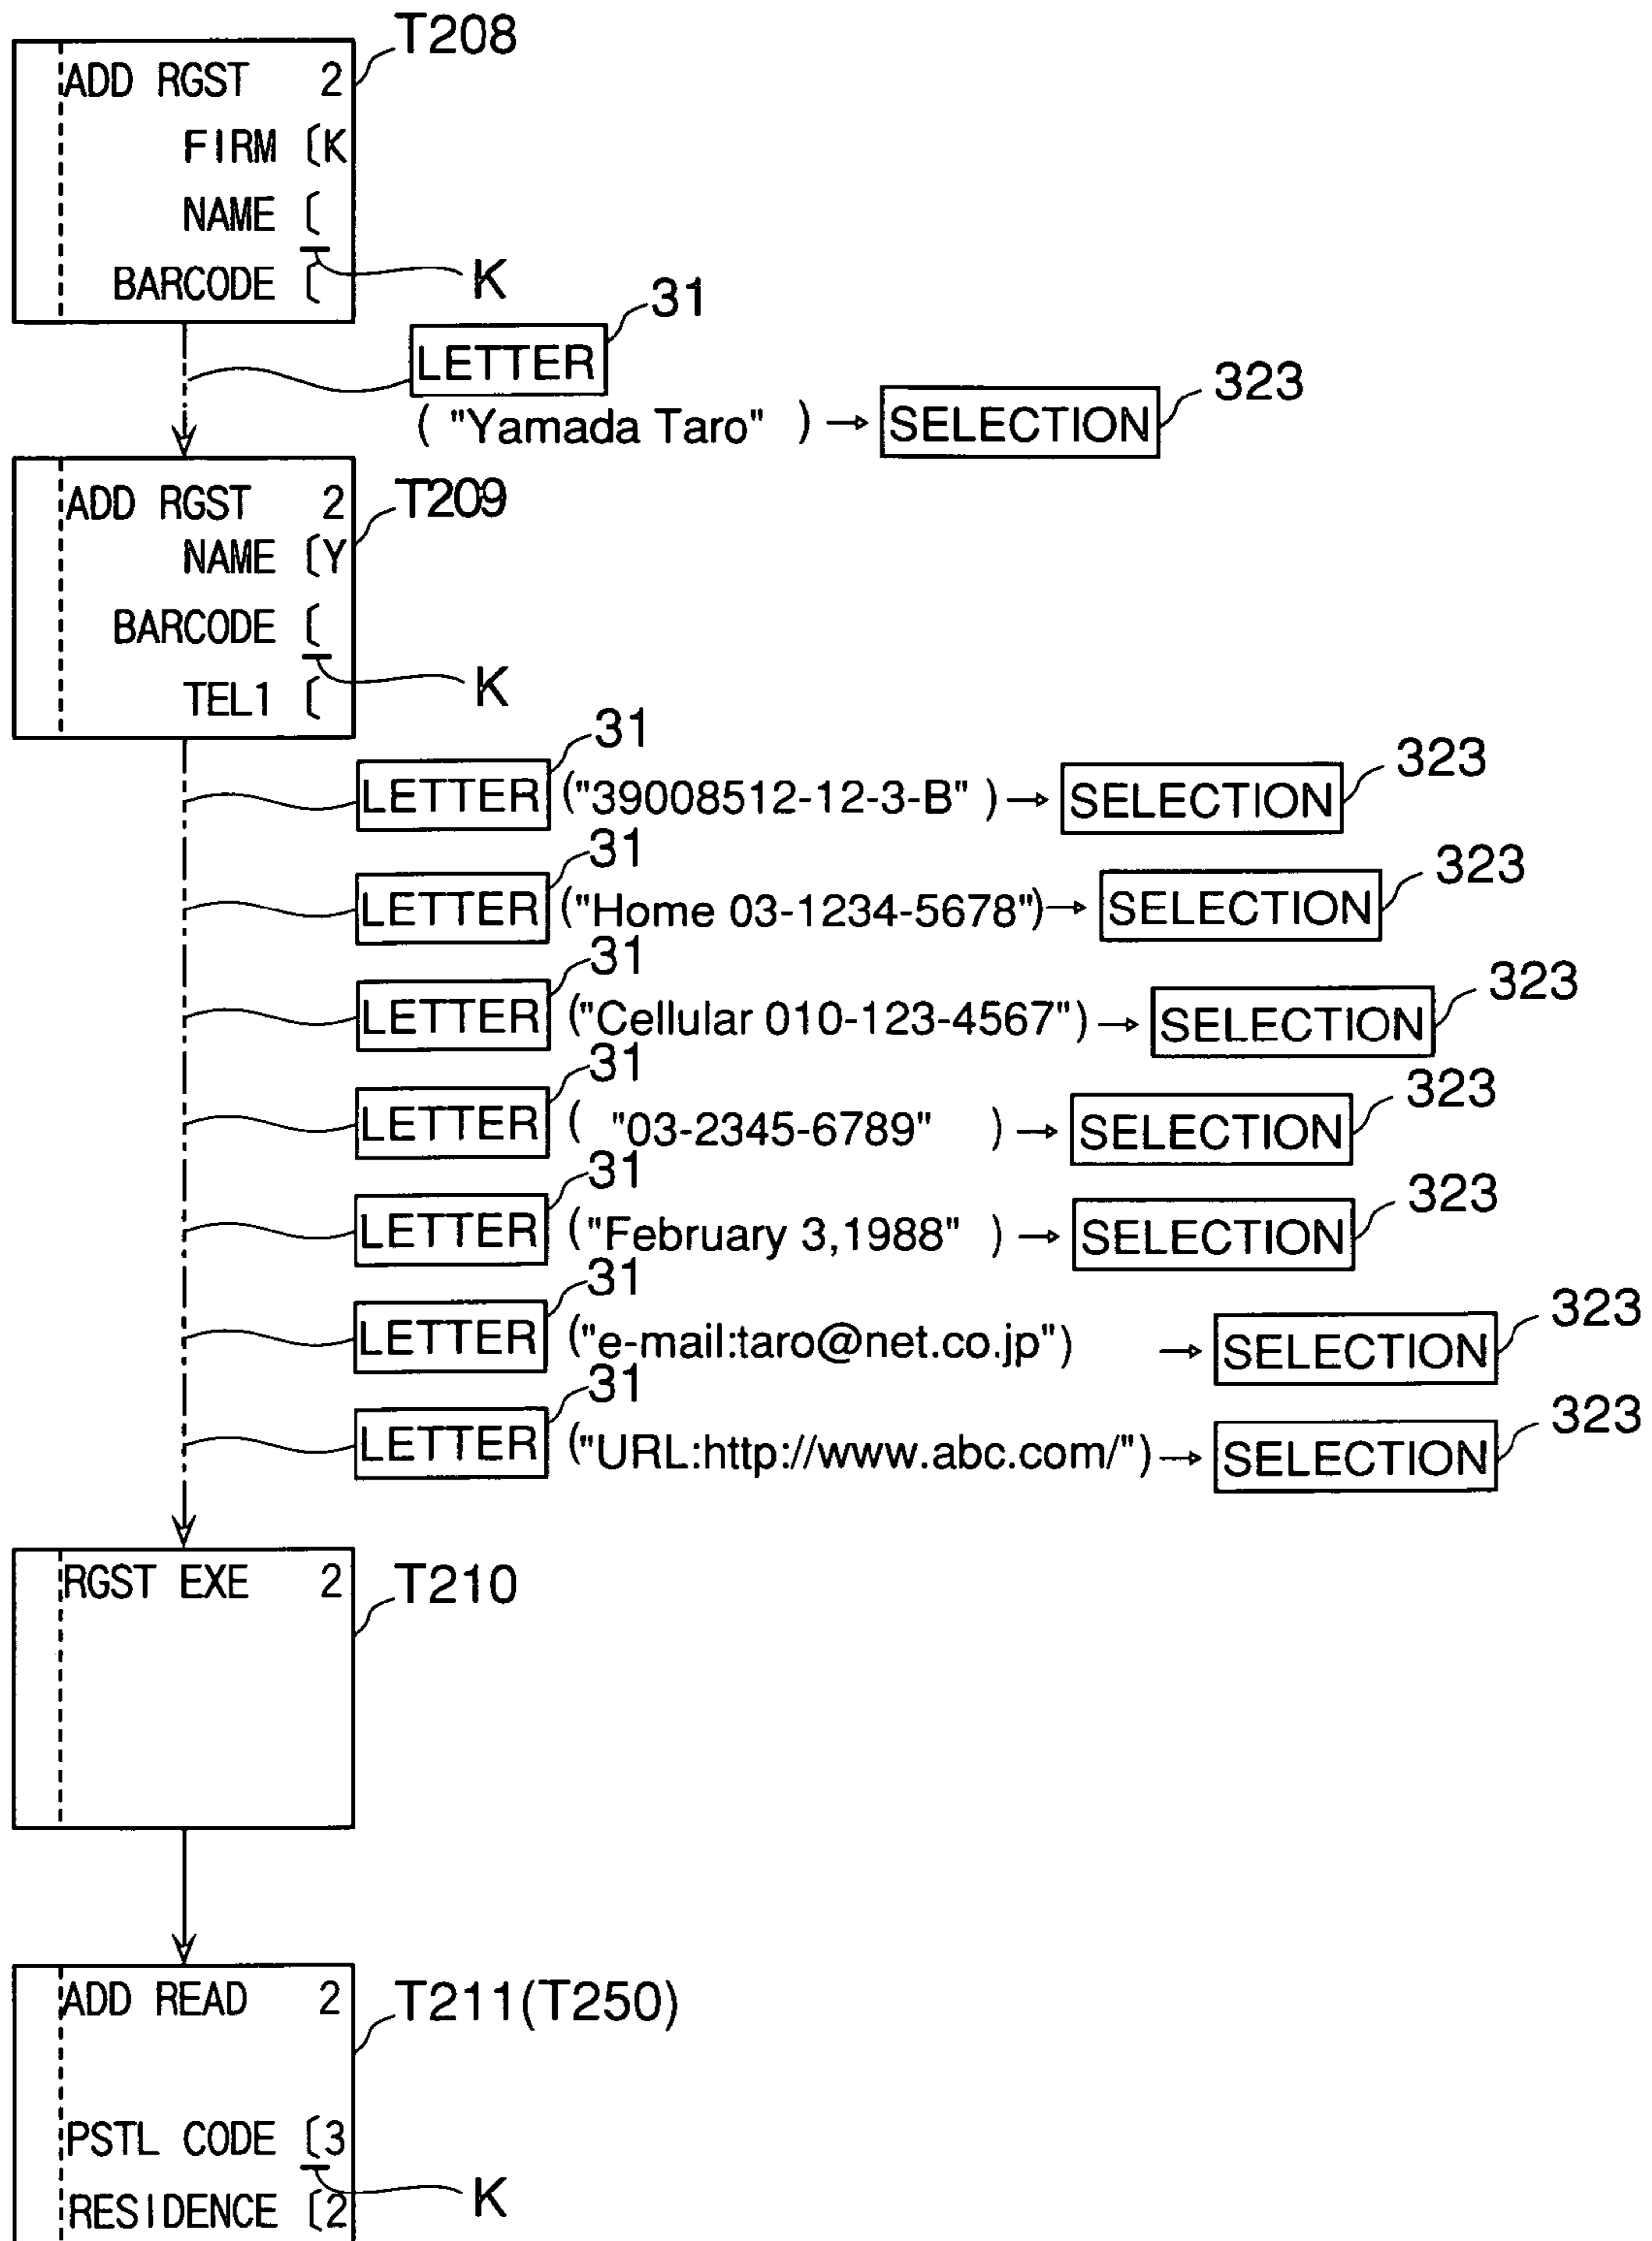 T208
ADD RGST 2
FIRM [K
NAME [
BARCODE [
K
31
LETTER
( "Yamada Taro" ) → SELECTION 323
T209
ADD RGST 2
NAME [Y
BARCODE [
TEL1 [
K
31
LETTER ("39008512-12-3-B" ) → SELECTION 323
31
LETTER ("Home 03-1234-5678") → SELECTION 323
31
LETTER ("Cellular 010-123-4567") → SELECTION 323
31
LETTER ( "03-2345-6789" ) → SELECTION 323
31
LETTER ("February 3,1988" ) → SELECTION 323
31
LETTER ("e-mail:taro@net.co.jp") → SELECTION 323
31
LETTER ("URL:http://www.abc.com/") → SELECTION 323
RGST EXE 2
T210
ADD READ 2
T211(T250)
PSTL CODE [3
RESIDENCE [2
K